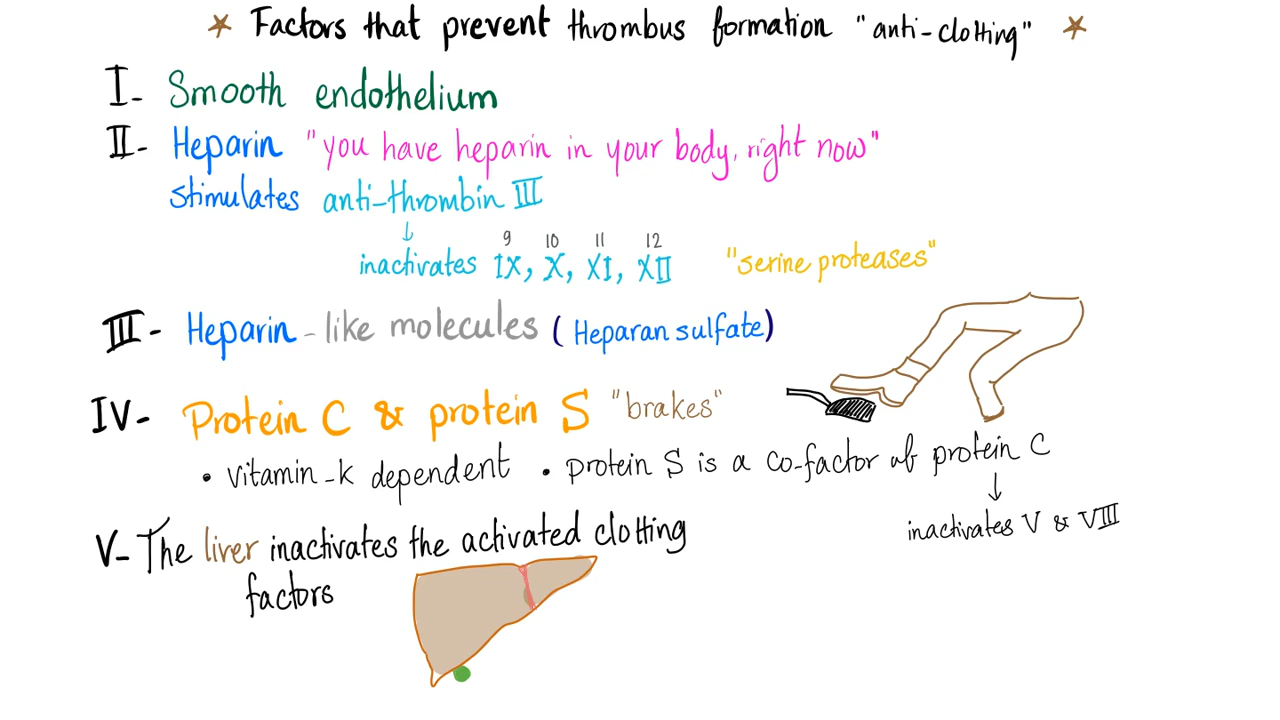 * Factors that prevent thrombus formation "anti-clotting" *
I- Smooth endothelium
II- Heparin "you have heparin in your body, right now"
stimulates anti-thrombin III
↓
9 10 11 12
inactivates IX, X, XI, XII "serine proteases"
III- Heparin-like molecules (Heparan sulfate)
IV- Protein C & protein S "brakes"
• vitamin-k dependent • protein S is a co-factor of protein C
↓
inactivates V & VIII
V- The liver inactivates the activated clotting
factors